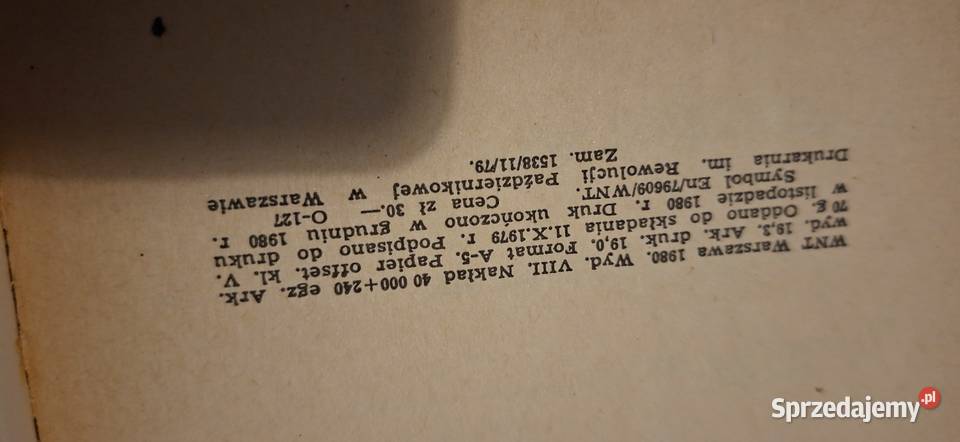 WNT Warszawa 1980. Wyd. VIII. Nakład 40 000+240 egz. Ark.
wyd. 19,3. Ark. druk. 19,0. Format A-5. Papier offset. kl. V.
70 g. Oddano do składania 11.X.1979 r. Podpisano do druku
w listopadzie 1980 r. Druk ukończono w grudniu 1980 r.
Symbol En/79609/WNT. Cena zł 30.— O-127
Drukarnia im. Rewolucji Październikowej w Warszawie
Zam. 1538/11/79.
Sprzedajemy.pl